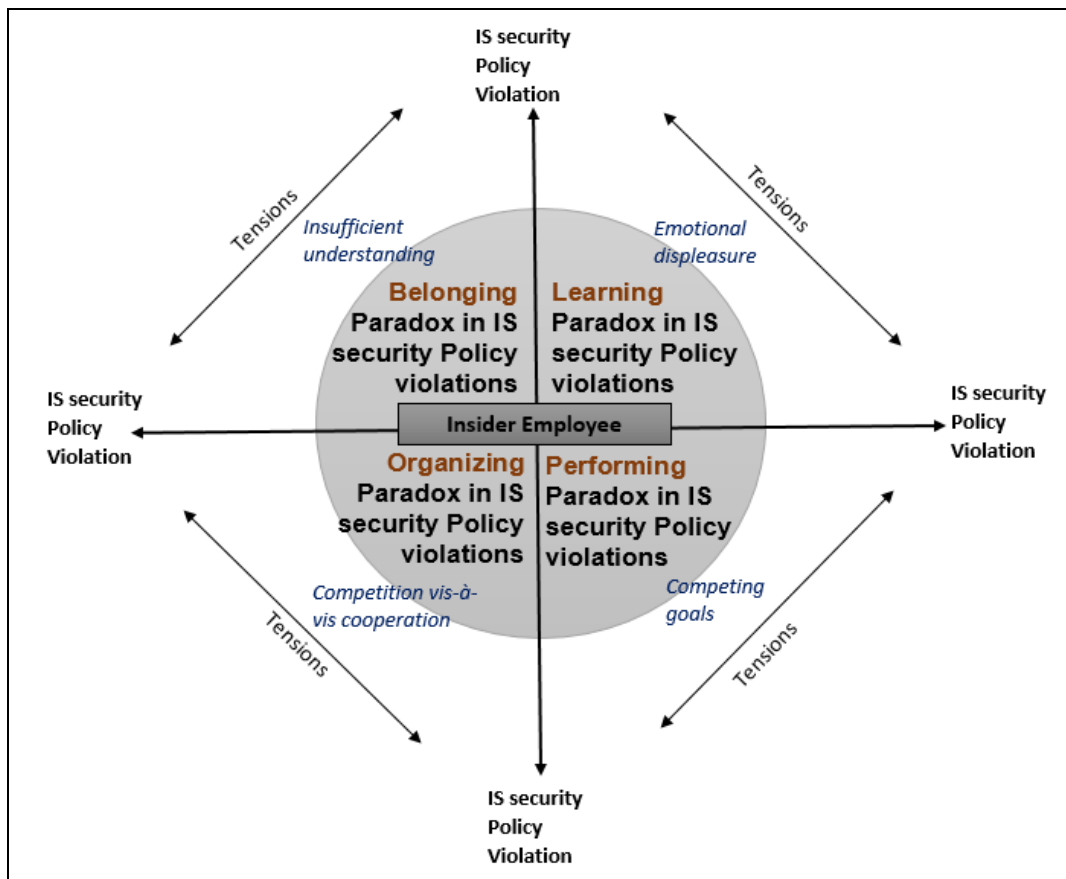 IS security
Policy
Violation
Tensions
Tensions
Insufficient
understanding
Emotional
displeasure
Belonging
Paradox in IS
security Policy
violations
Learning
Paradox in IS
security Policy
violations
IS security
Policy
Violation
Insider Employee
IS security
Policy
Violation
Organizing
Paradox in IS
security Policy
violations
Performing
Paradox in IS
security Policy
violations
Competition vis-à-
vis cooperation
Competing
goals
Tensions
Tensions
IS security
Policy
Violation